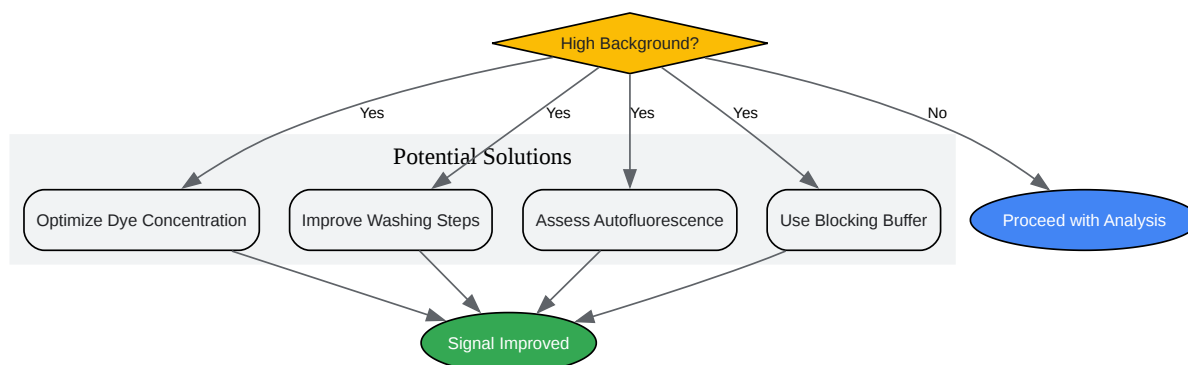 High Background?
Yes
Yes
Yes
Yes
No
Potential Solutions
Optimize Dye Concentration
Improve Washing Steps
Assess Autofluorescence
Use Blocking Buffer
Proceed with Analysis
Signal Improved